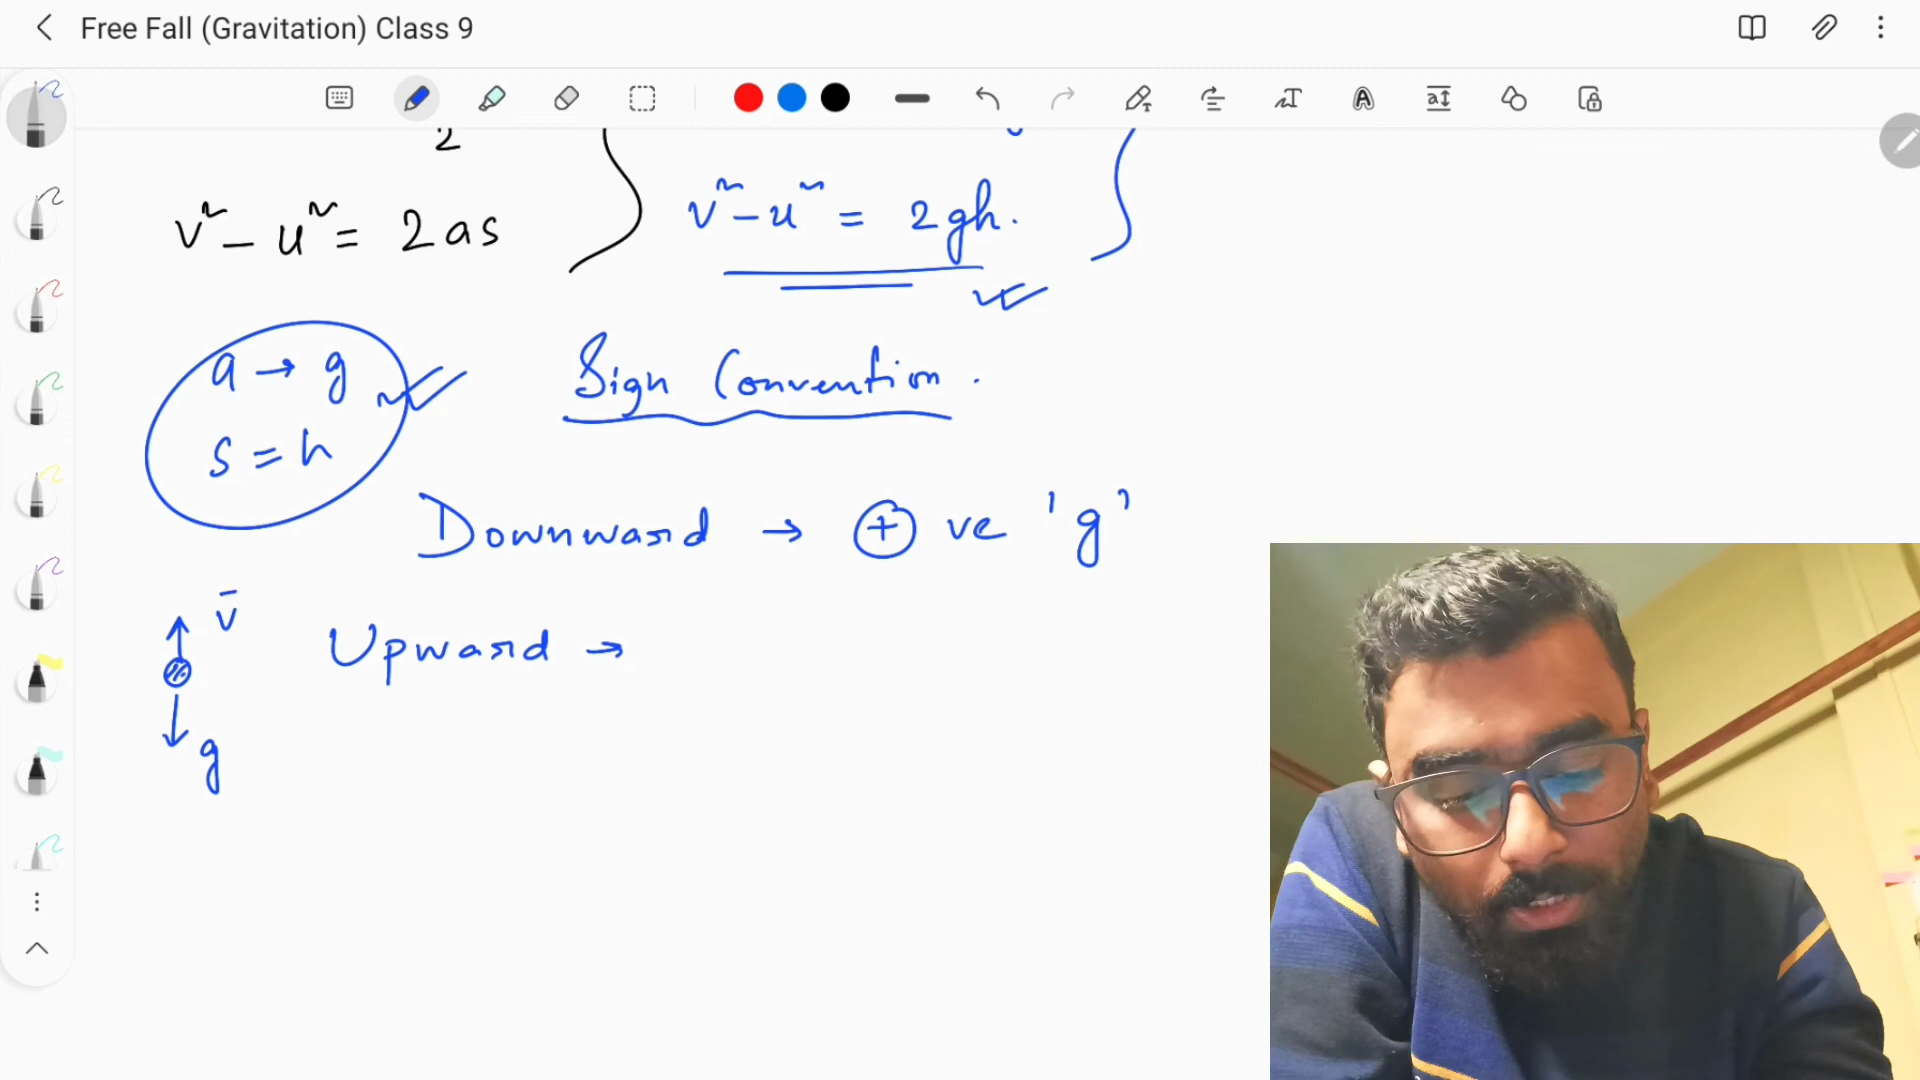 Free Fall (Gravitation) Class 9
2
v² – u² = 2as
v² – u² = 2gh.
a → g
s = h
Sign Convention.
Downward → ⊕ ve 'g'
v̄
Upward →
g